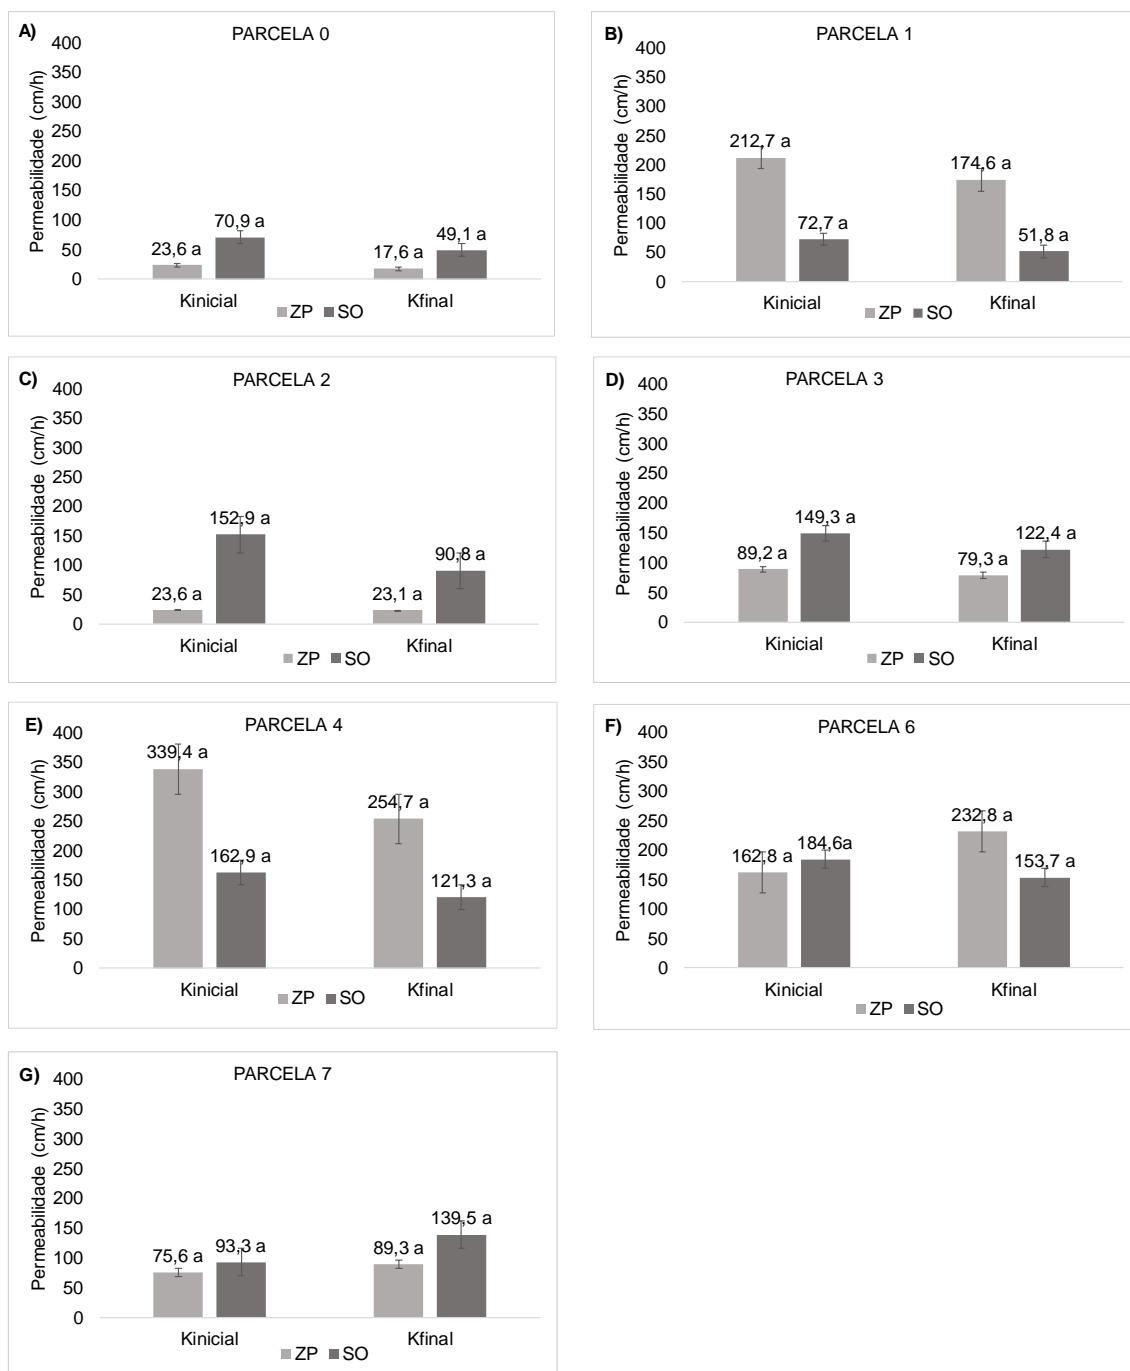 A)
PARCELA 0
Permeabilidade (cm/h)
400
350
300
250
200
150
100
50
0
23,6 a
70,9 a
17,6 a
49,1 a
Kinicial
Kfinal
ZP SO
B)
PARCELA 1
Permeabilidade (cm/h)
400
350
300
250
200
150
100
50
0
212,7 a
72,7 a
174,6 a
51,8 a
Kinicial
Kfinal
ZP SO
C)
PARCELA 2
Permeabilidade (cm/h)
400
350
300
250
200
150
100
50
0
23,6 a
152,9 a
23,1 a
90,8 a
Kinicial
Kfinal
ZP SO
D)
PARCELA 3
Permeabilidade (cm/h)
400
350
300
250
200
150
100
50
0
89,2 a
149,3 a
79,3 a
122,4 a
Kinicial
Kfinal
ZP SO
E)
PARCELA 4
Permeabilidade (cm/h)
400
350
300
250
200
150
100
50
0
339,4 a
162,9 a
254,7 a
121,3 a
Kinicial
Kfinal
ZP SO
F)
PARCELA 6
Permeabilidade (cm/h)
400
350
300
250
200
150
100
50
0
162,8 a
184,6a
232,8 a
153,7 a
Kinicial
Kfinal
ZP SO
G)
PARCELA 7
Permeabilidade (cm/h)
400
350
300
250
200
150
100
50
0
75,6 a
93,3 a
89,3 a
139,5 a
Kinicial
Kfinal
ZP SO